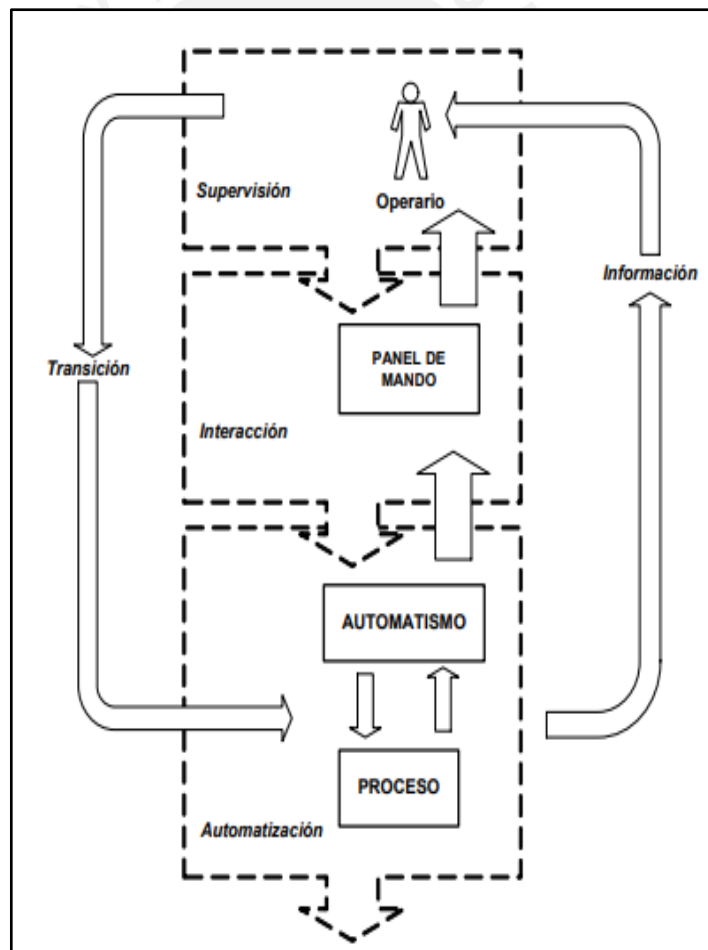 Operario
Supervisión
Información
PANEL DE
MANDO
Transición
Interacción
AUTOMATISMO
PROCESO
Automatización